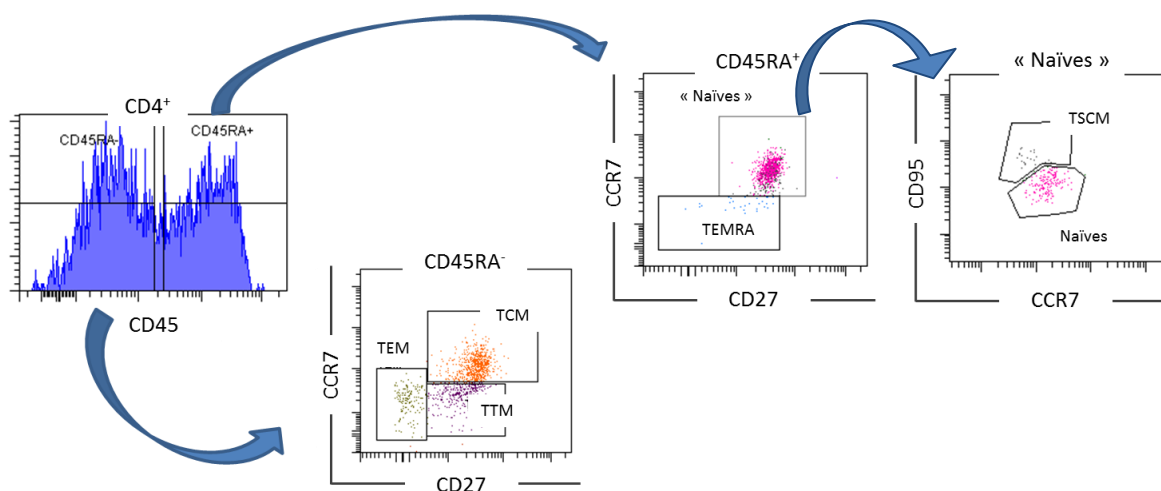 CD4⁺
CD45RA-
CD45RA+
CD45
CD45RA⁻
TCM
TEM
TTM
CCR7
CD27
CD45RA⁺
« Naïves »
TEMRA
CCR7
CD27
« Naïves »
TSCM
Naïves
CD95
CCR7